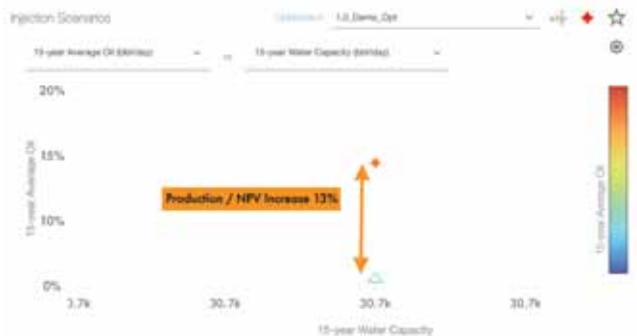 Injection Scenarios
1.0_Demo_Opt
15-year Average Oil (bbl/day)
15-year Water Capacity (bbl/day)
20%
15%
10%
0%
15-year Average Oil
Production / NPV Increase 13%
15-year Average Oil
3.7k
30.7k
30.7k
30.7k
15-year Water Capacity